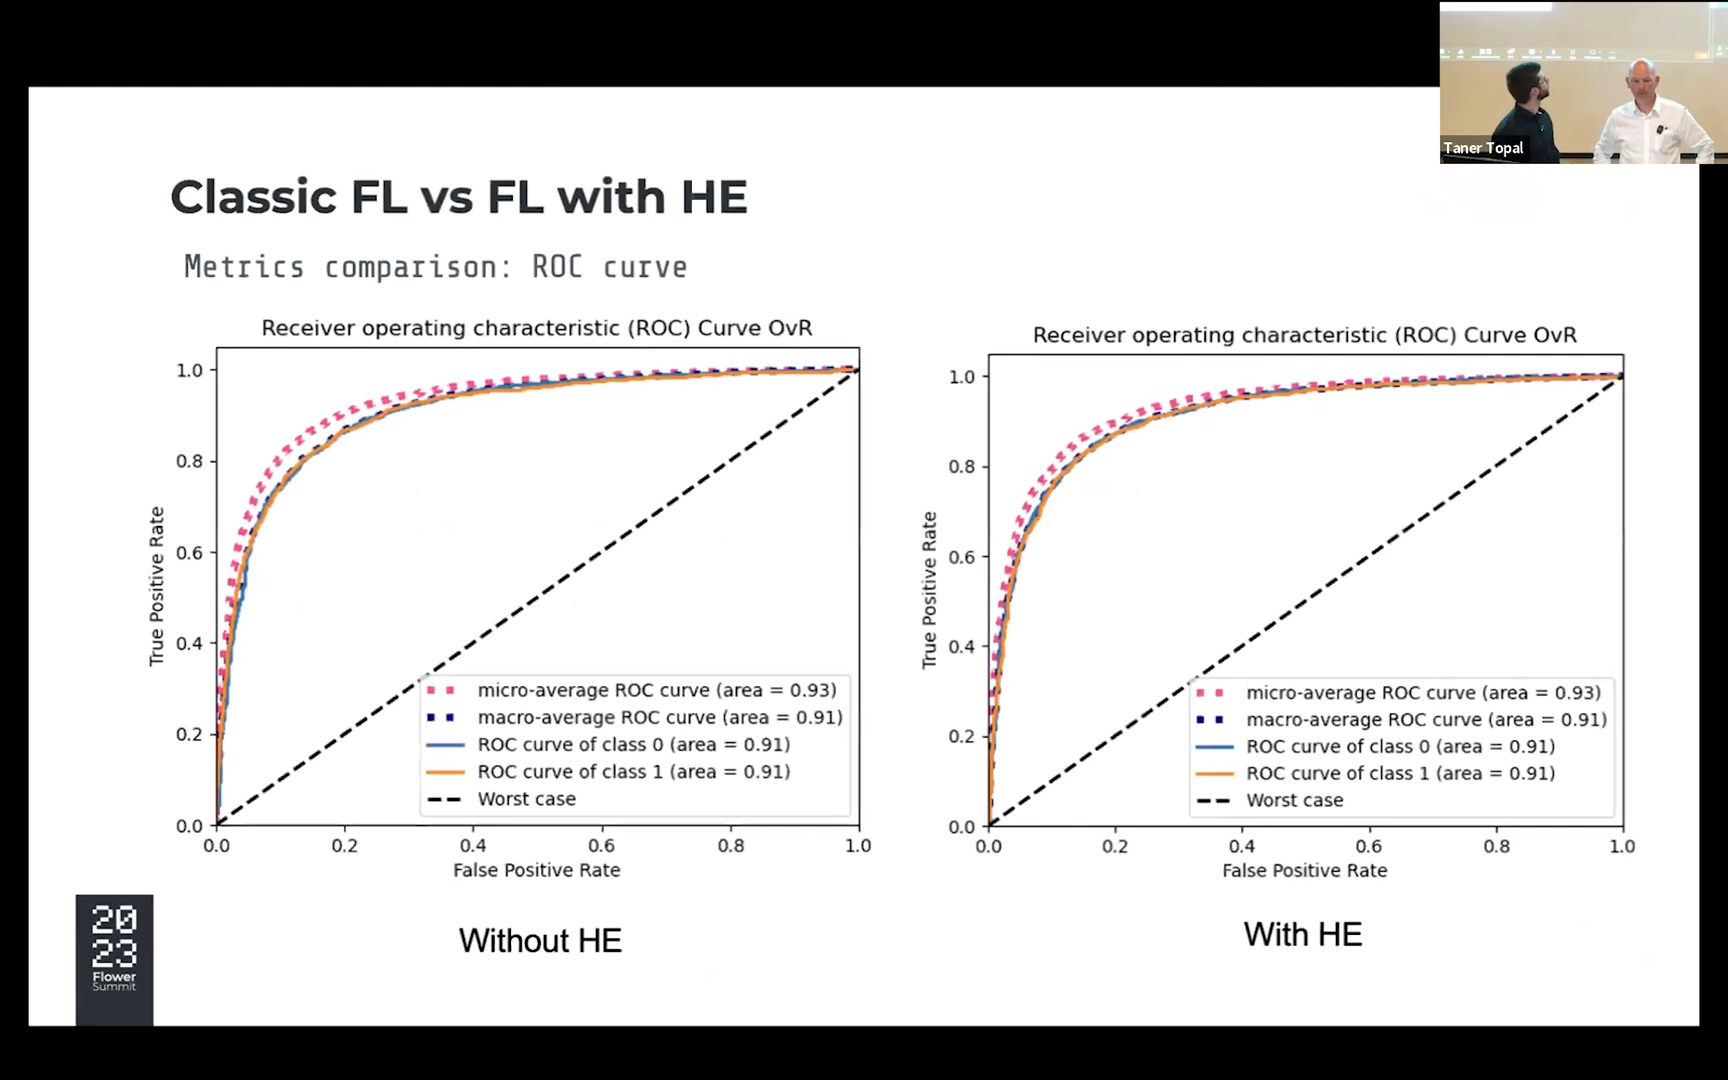 Taner Topal
Classic FL vs FL with HE
Metrics comparison: ROC curve
Receiver operating characteristic (ROC) Curve OvR
True Positive Rate
1.0
0.8
0.6
0.4
0.2
0.0
0.0 0.2 0.4 0.6 0.8 1.0
False Positive Rate
micro-average ROC curve (area = 0.93)
macro-average ROC curve (area = 0.91)
ROC curve of class 0 (area = 0.91)
ROC curve of class 1 (area = 0.91)
Worst case
Without HE
Receiver operating characteristic (ROC) Curve OvR
True Positive Rate
1.0
0.8
0.6
0.4
0.2
0.0
0.0 0.2 0.4 0.6 0.8 1.0
False Positive Rate
micro-average ROC curve (area = 0.93)
macro-average ROC curve (area = 0.91)
ROC curve of class 0 (area = 0.91)
ROC curve of class 1 (area = 0.91)
Worst case
With HE
20
23
Flower
Summit